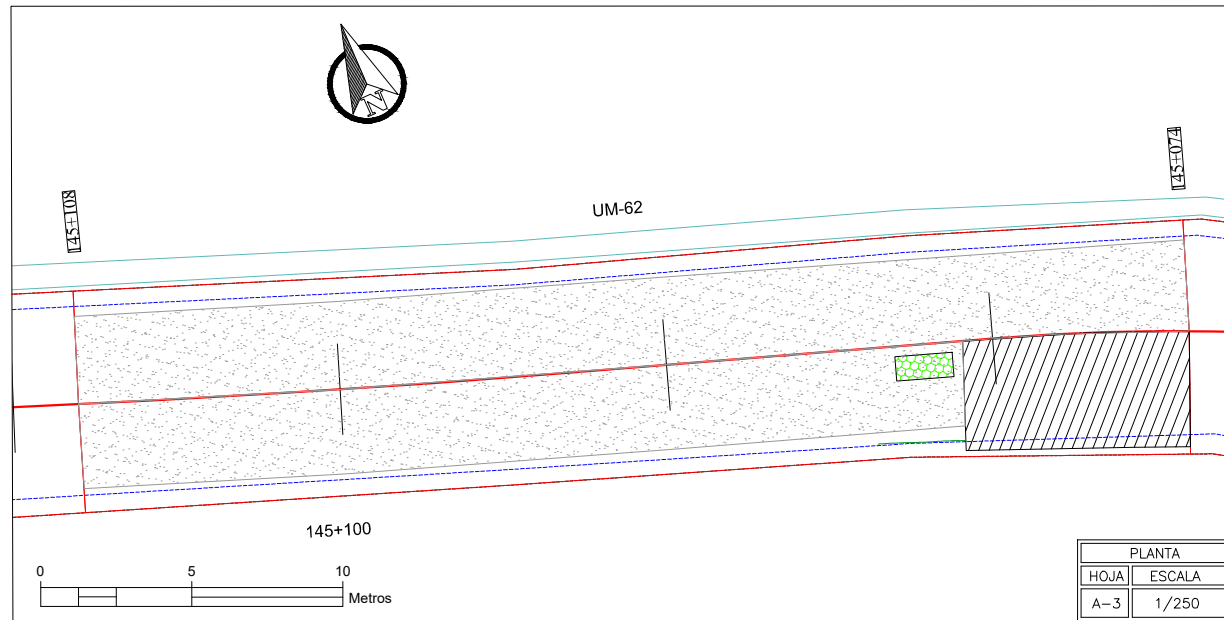 N
145+074
145+108
UM-62
145+100
0 5 10
Metros
PLANTA
HOJA ESCALA
A-3 1/250